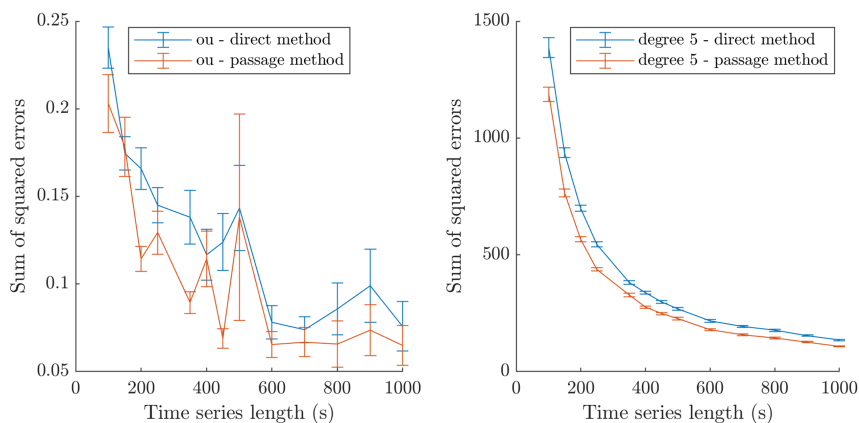 0.25
0.2
0.15
0.1
0.05
0
200
400
600
800
1000
Sum of squared errors
Time series length (s)
ou - direct method
ou - passage method
1500
1000
500
0
0
200
400
600
800
1000
Sum of squared errors
Time series length (s)
degree 5 - direct method
degree 5 - passage method